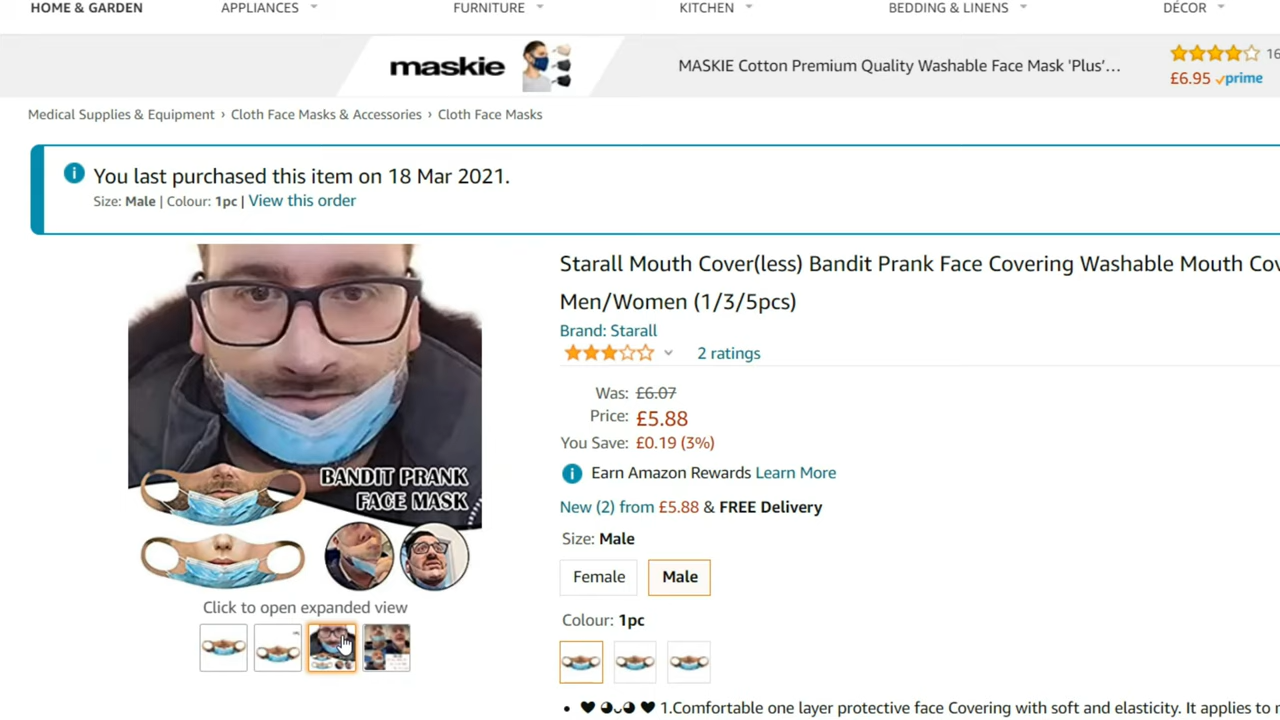 HOME & GARDEN APPLIANCES FURNITURE KITCHEN BEDDING & LINENS DÉCOR
maskie MASKIE Cotton Premium Quality Washable Face Mask 'Plus'... 16
£6.95 prime
Medical Supplies & Equipment › Cloth Face Masks & Accessories › Cloth Face Masks
You last purchased this item on 18 Mar 2021.
Size: Male | Colour: 1pc | View this order
Starall Mouth Cover(less) Bandit Prank Face Covering Washable Mouth Cov
Men/Women (1/3/5pcs)
Brand: Starall
2 ratings
Was: £6.07
Price: £5.88
You Save: £0.19 (3%)
Earn Amazon Rewards Learn More
New (2) from £5.88 & FREE Delivery
Size: Male
Female Male
Colour: 1pc
BANDIT PRANK
FACE MASK
Click to open expanded view
• ♥ ◕◡◕ ♥ 1.Comfortable one layer protective face Covering with soft and elasticity. It applies to